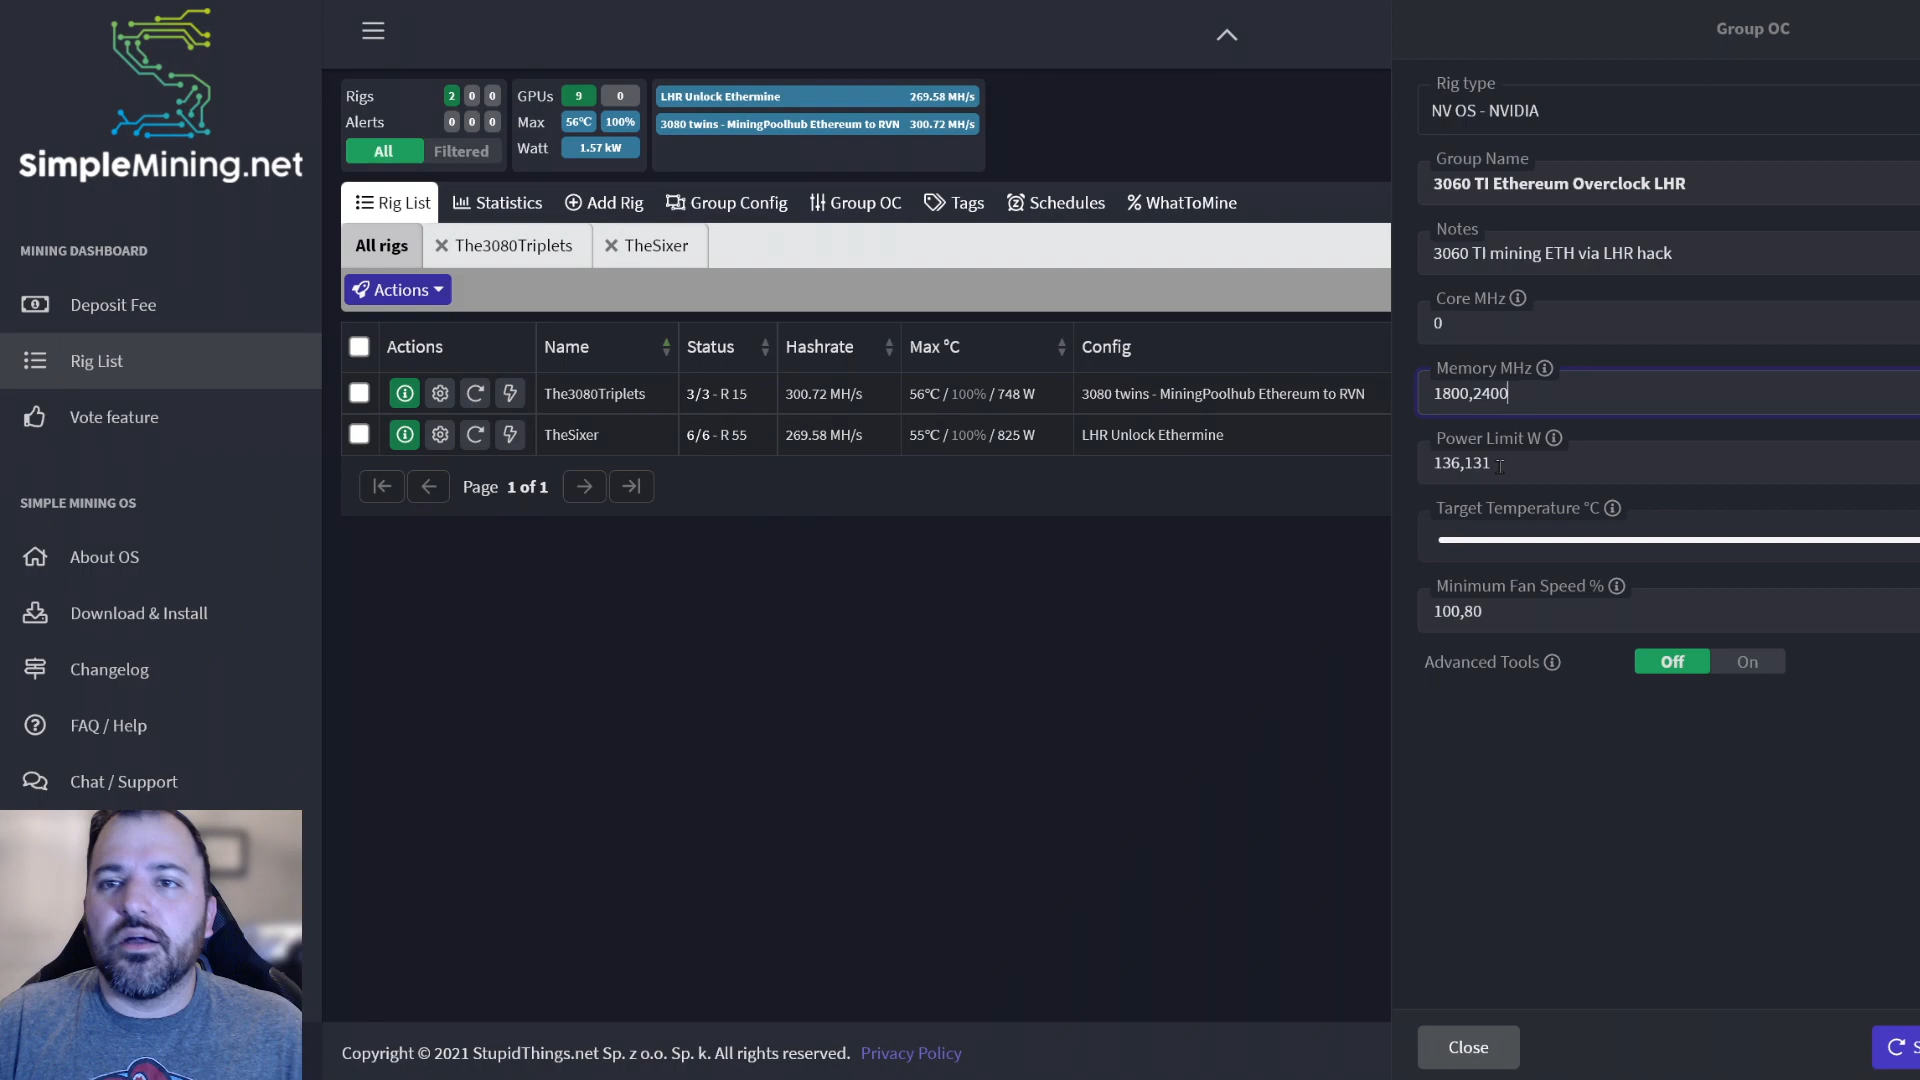 SimpleMining.net
MINING DASHBOARD
Deposit Fee
Rig List
Vote feature
SIMPLE MINING OS
About OS
Download & Install
Changelog
FAQ / Help
Chat / Support
Rigs 2 0 0
Alerts 0 0 0
All Filtered
GPUs 9 0
Max 56°C 100%
Watt 1.57 kW
LHR Unlock Ethermine 269.58 MH/s
3080 twins - MiningPoolhub Ethereum to RVN 300.72 MH/s
Rig List Statistics Add Rig Group Config Group OC Tags Schedules WhatToMine
All rigs The3080Triplets TheSixer
Actions
Actions Name Status Hashrate Max °C Config
The3080Triplets 3/3 - R 15 300.72 MH/s 56°C / 100% / 748 W 3080 twins - MiningPoolhub Ethereum to RVN
TheSixer 6/6 - R 55 269.58 MH/s 55°C / 100% / 825 W LHR Unlock Ethermine
Page 1 of 1
Copyright © 2021 StupidThings.net Sp. z o.o. Sp. k. All rights reserved. Privacy Policy
Group OC
Rig type
NV OS - NVIDIA
Group Name
3060 TI Ethereum Overclock LHR
Notes
3060 TI mining ETH via LHR hack
Core MHz
0
Memory MHz
1800,2400
Power Limit W
136,131
Target Temperature °C
Minimum Fan Speed %
100,80
Advanced Tools Off On
Close